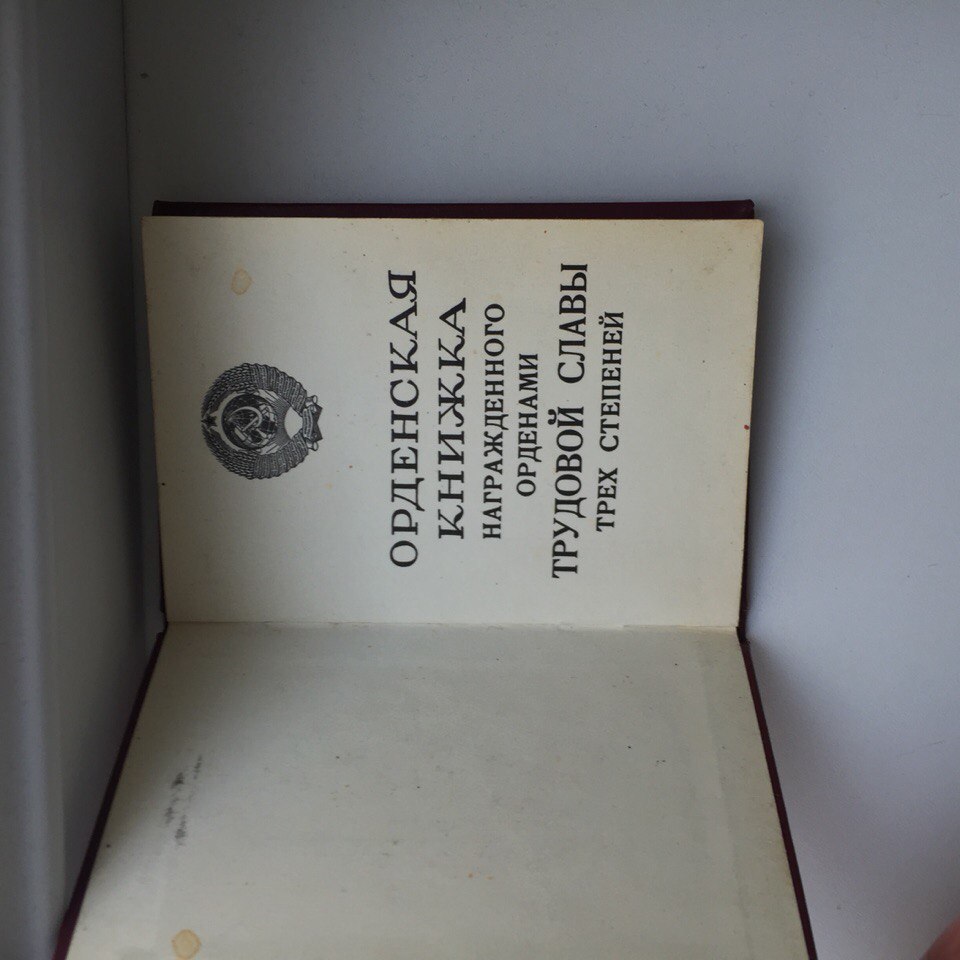 ОРДЕНСКАЯ
КНИЖКА
НАГРАЖДЕННОГО
ОРДЕНАМИ
ТРУДОВОЙ СЛАВЫ
ТРЕХ СТЕПЕНЕЙ